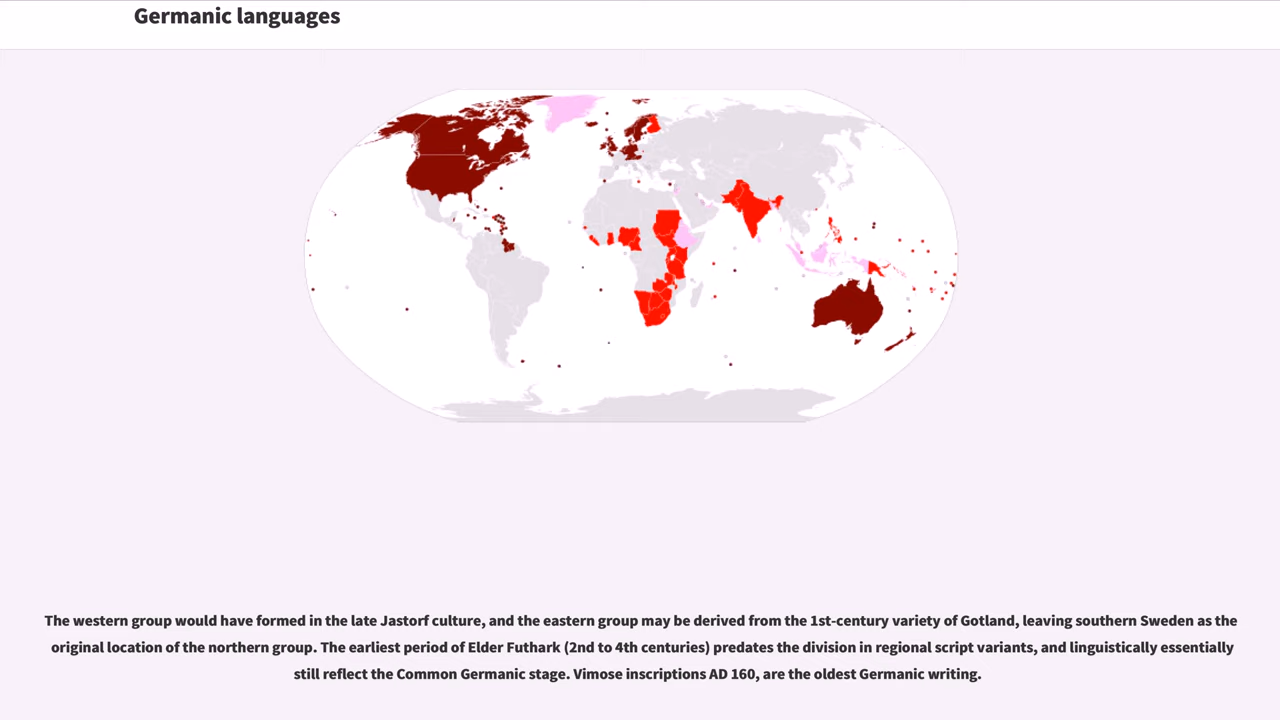 Germanic languages
The western group would have formed in the late Jastorf culture, and the eastern group may be derived from the 1st-century variety of Gotland, leaving southern Sweden as the
original location of the northern group. The earliest period of Elder Futhark (2nd to 4th centuries) predates the division in regional script variants, and linguistically essentially
still reflect the Common Germanic stage. Vimose inscriptions AD 160, are the oldest Germanic writing.